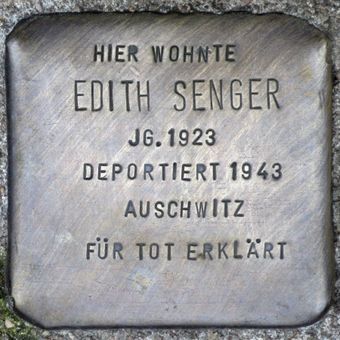 HIER WOHNTE
EDITH SENGER
JG. 1923
DEPORTIERT 1943
AUSCHWITZ
FÜR TOT ERKLÄRT